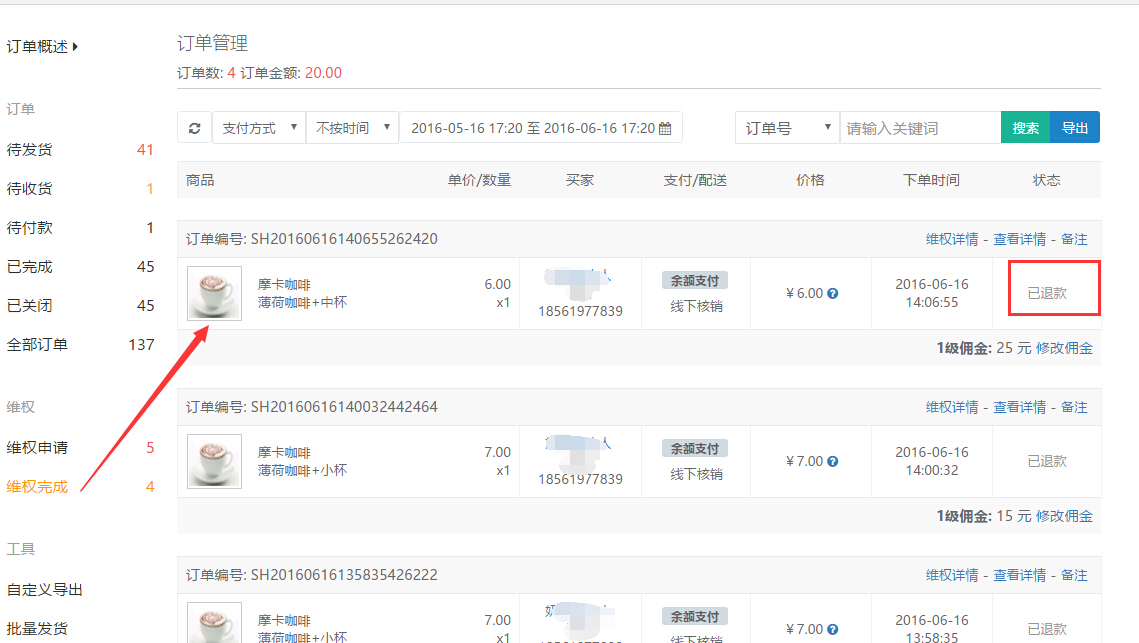 订单概述
订单
待发货 41
待收货 1
待付款 1
已完成 45
已关闭 45
全部订单 137
维权
维权申请 5
维权完成 4
工具
自定义导出
批量发货
订单管理
订单数: 4 订单金额: 20.00
支付方式 不按时间 2016-05-16 17:20 至 2016-06-16 17:20 订单号 请输入关键词 搜索 导出
商品 单价/数量 买家 支付/配送 价格 下单时间 状态
订单编号: SH20160616140655262420 维权详情 - 查看详情 - 备注
摩卡咖啡 6.00 人 余额支付 ¥ 6.00 2016-06-16 已退款
薄荷咖啡+中杯 x1 18561977839 线下核销 14:06:55
1级佣金: 25 元 修改佣金
订单编号: SH20160616140032442464 维权详情 - 查看详情 - 备注
摩卡咖啡 7.00 人 余额支付 ¥ 7.00 2016-06-16 已退款
薄荷咖啡+小杯 x1 18561977839 线下核销 14:00:32
1级佣金: 15 元 修改佣金
订单编号: SH20160616135835426222 维权详情 - 查看详情 - 备注
摩卡咖啡 7.00 余额支付 ¥ 7.00 2016-06-16 已退款
薄荷咖啡+小杯 x1 线下核销 13:58:35